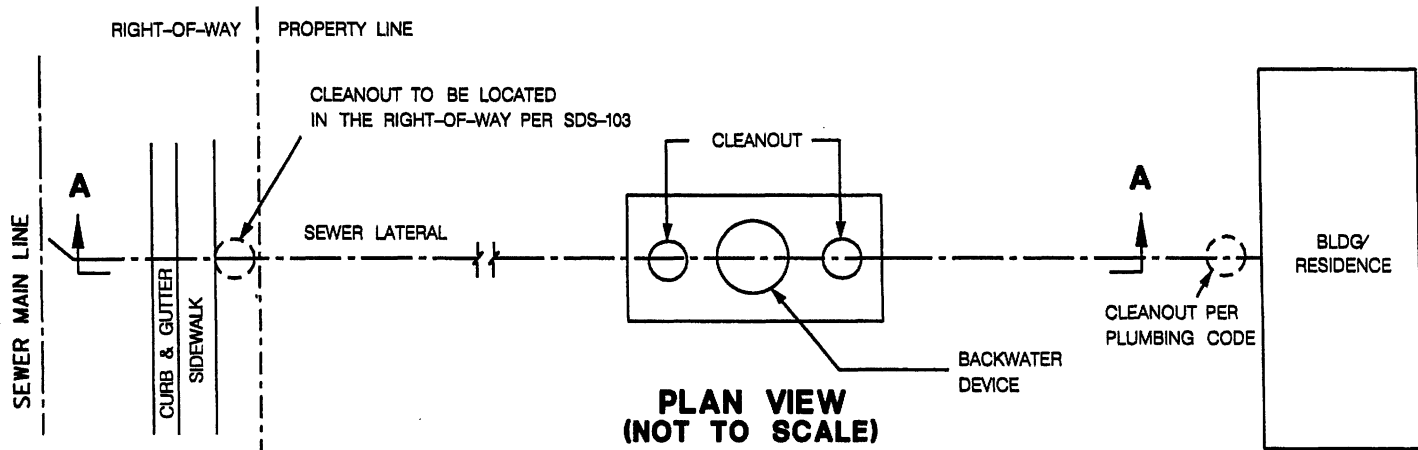 RIGHT-OF-WAY
PROPERTY LINE
CLEANOUT TO BE LOCATED
IN THE RIGHT-OF-WAY PER SDS-103
CLEANOUT
A
A
SEWER LATERAL
SEWER MAIN LINE
CURB & GUTTER
SIDEWALK
BLDG/
RESIDENCE
CLEANOUT PER
PLUMBING CODE
BACKWATER
DEVICE
PLAN VIEW
(NOT TO SCALE)